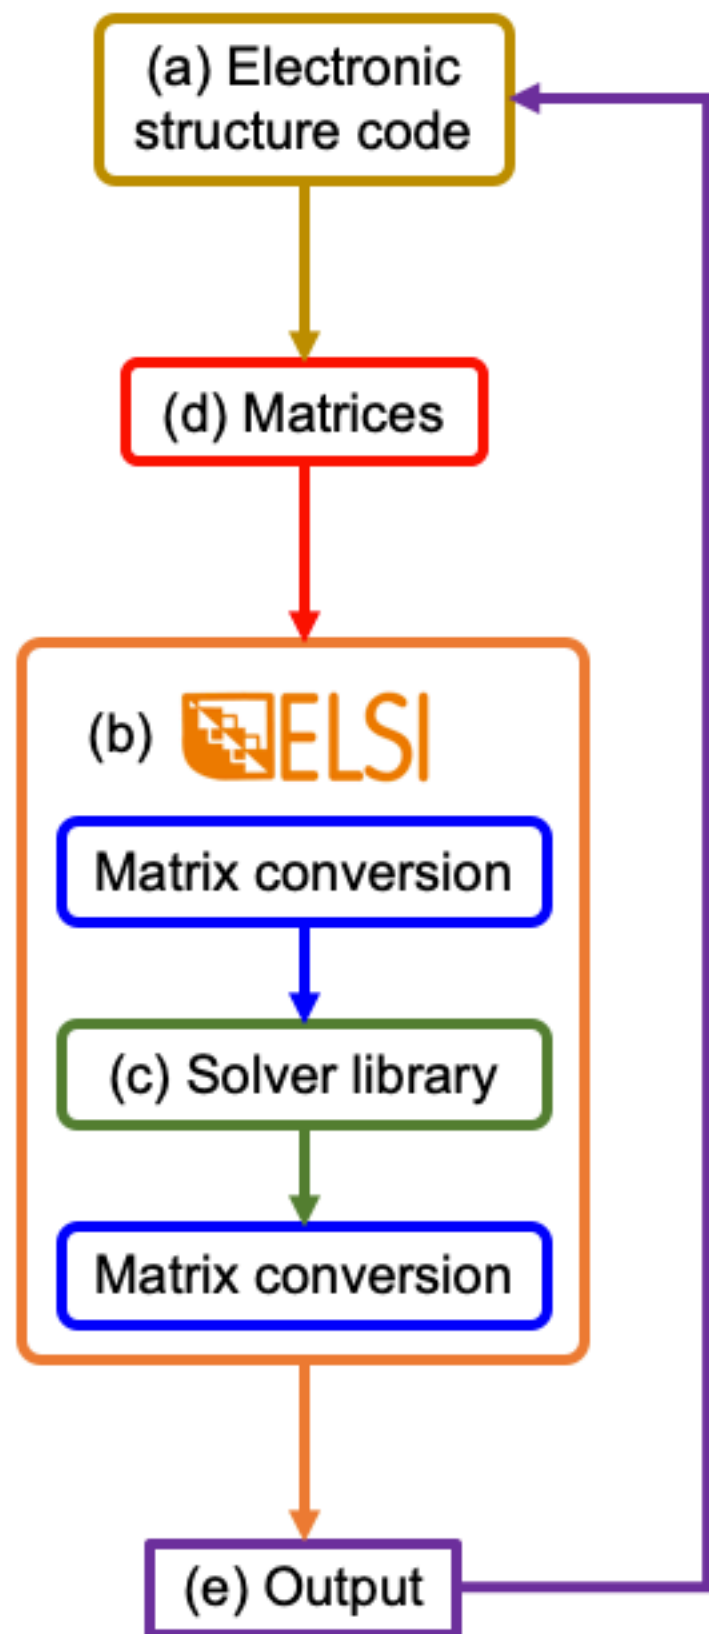 (a) Electronic
structure code
(d) Matrices
(b) ELSI
Matrix conversion
(c) Solver library
Matrix conversion
(e) Output